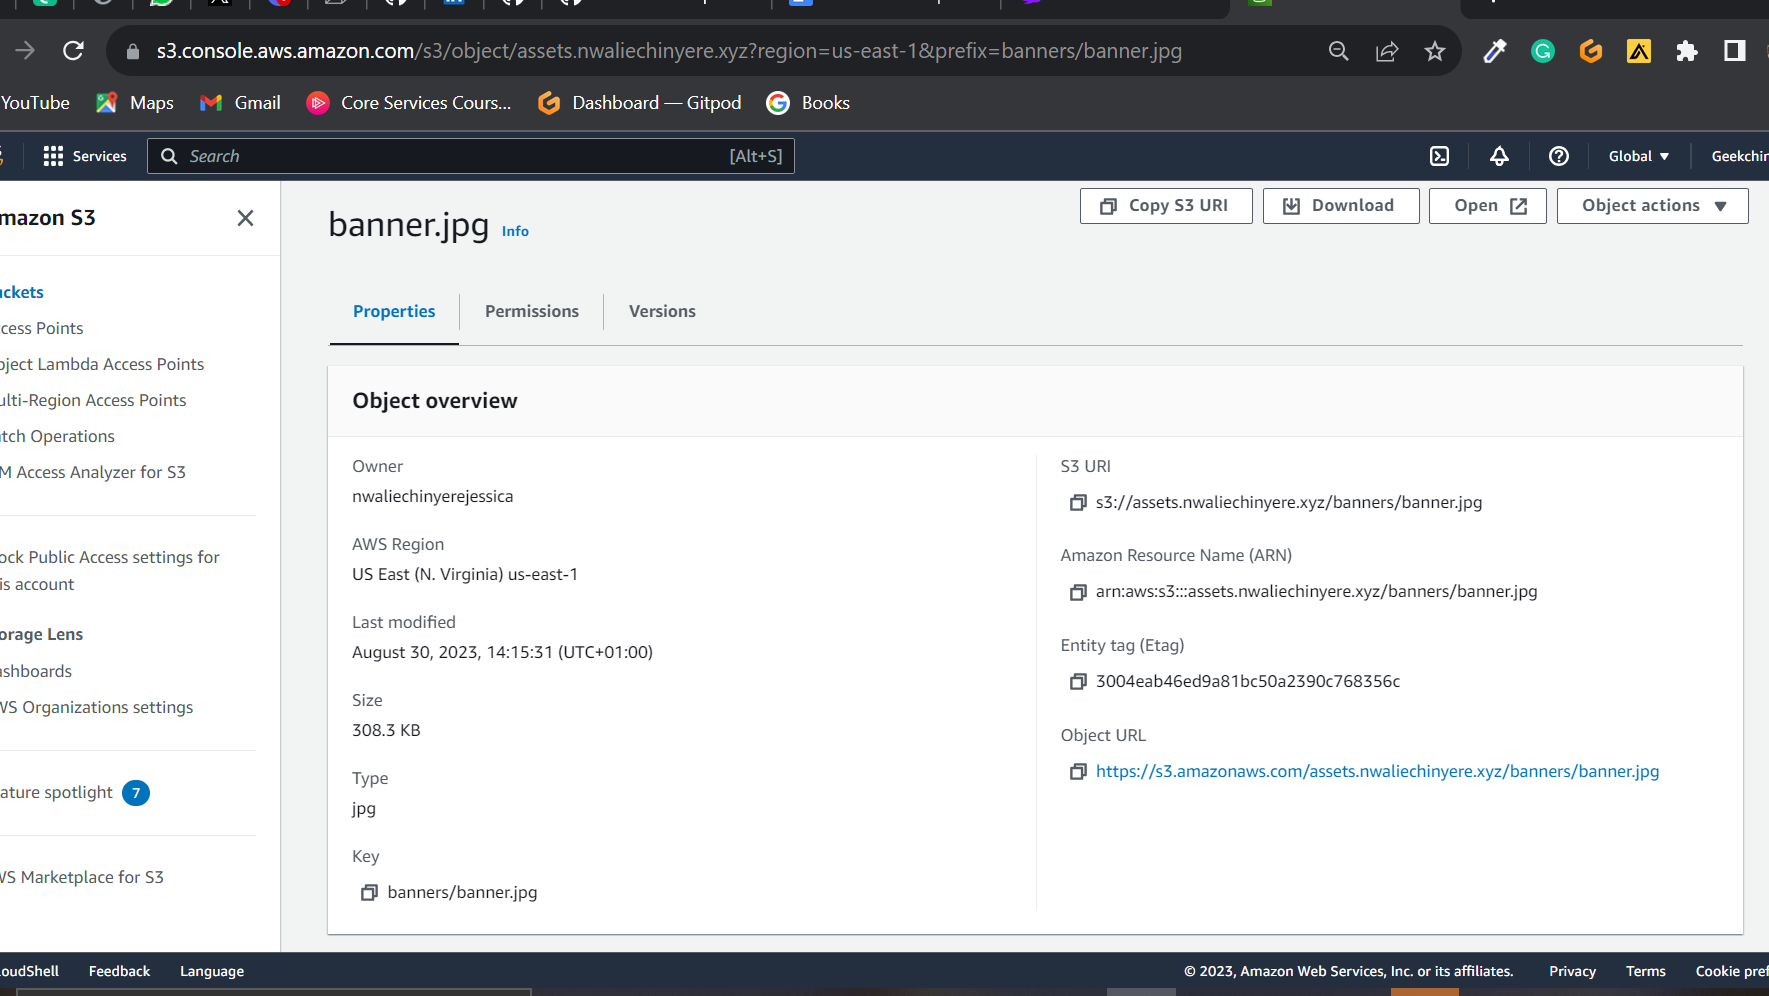 s3.console.aws.amazon.com/s3/object/assets.nwaliechinyere.xyz?region=us-east-1&prefix=banners/banner.jpg
YouTube Maps Gmail Core Services Cours... Dashboard — Gitpod Books
Services Search [Alt+S] Global Geekchin
mazon S3
uckets
cess Points
bject Lambda Access Points
ulti-Region Access Points
atch Operations
M Access Analyzer for S3
ock Public Access settings for
is account
orage Lens
ashboards
WS Organizations settings
ature spotlight 7
WS Marketplace for S3
banner.jpg Info
Copy S3 URI Download Open Object actions
Properties Permissions Versions
Object overview
Owner
nwaliechinyerejessica
AWS Region
US East (N. Virginia) us-east-1
Last modified
August 30, 2023, 14:15:31 (UTC+01:00)
Size
308.3 KB
Type
jpg
Key
banners/banner.jpg
S3 URI
s3://assets.nwaliechinyere.xyz/banners/banner.jpg
Amazon Resource Name (ARN)
arn:aws:s3:::assets.nwaliechinyere.xyz/banners/banner.jpg
Entity tag (Etag)
3004eab46ed9a81bc50a2390c768356c
Object URL
https://s3.amazonaws.com/assets.nwaliechinyere.xyz/banners/banner.jpg
loudShell Feedback Language © 2023, Amazon Web Services, Inc. or its affiliates. Privacy Terms Cookie pref